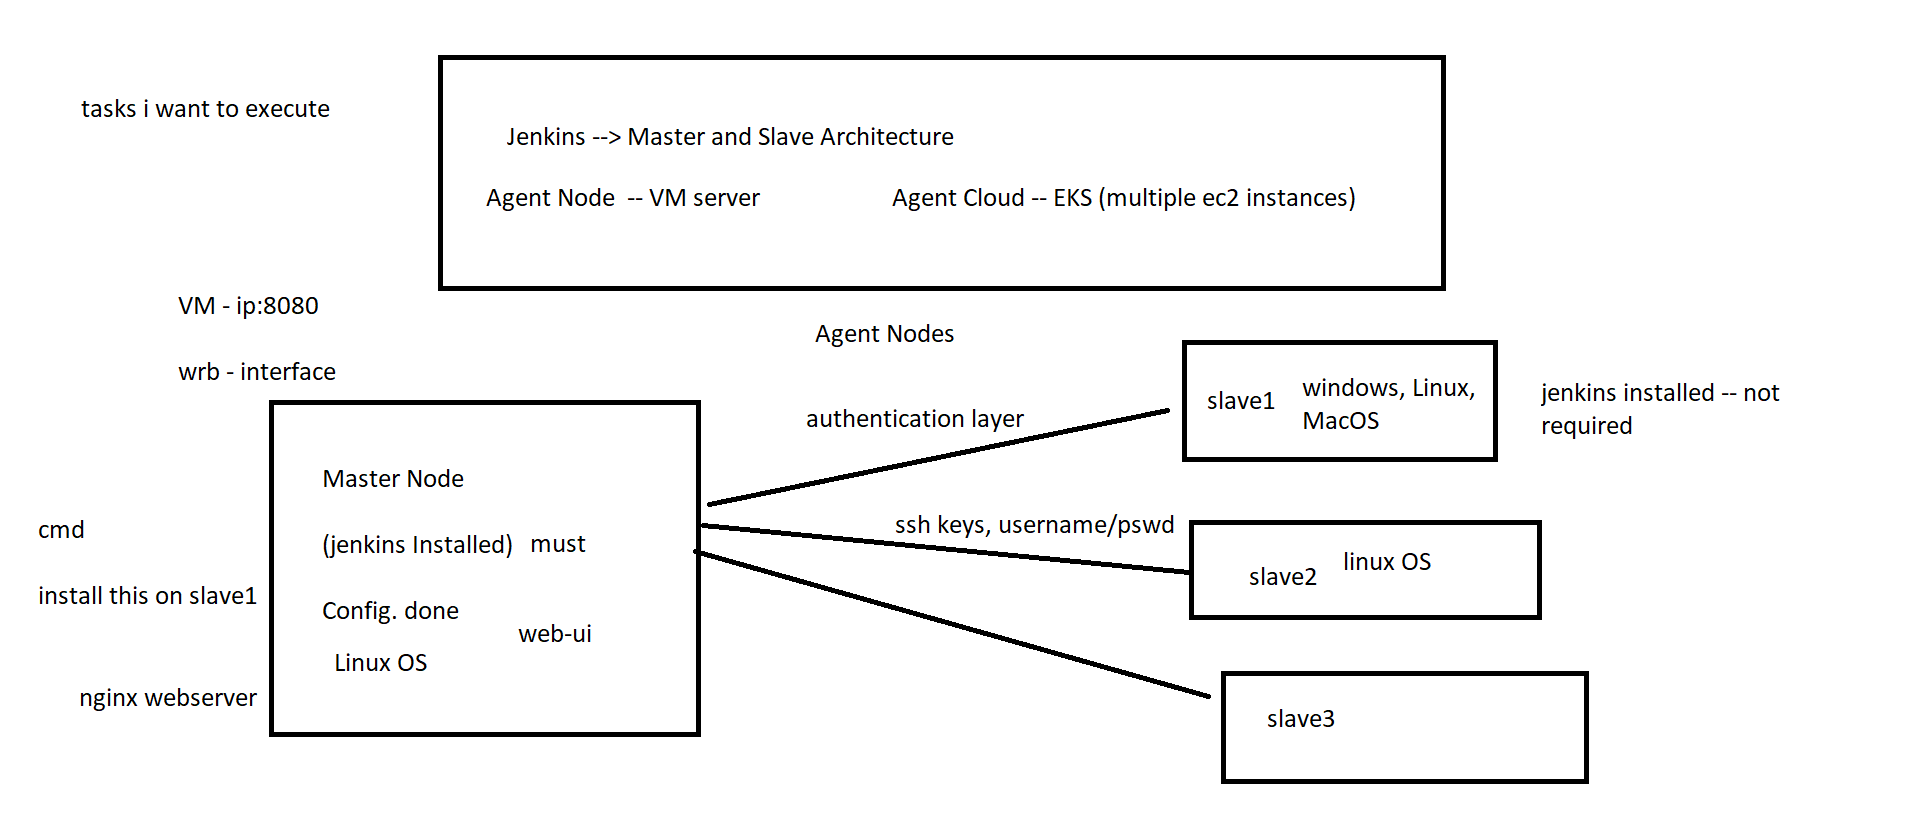 tasks i want to execute
Jenkins --> Master and Slave Architecture
Agent Node -- VM server
Agent Cloud -- EKS (multiple ec2 instances)
VM - ip:8080
wrb - interface
Agent Nodes
authentication layer
slave1
windows, Linux,
MacOS
jenkins installed -- not
required
Master Node
(jenkins Installed) must
Config. done
web-ui
Linux OS
cmd
install this on slave1
nginx webserver
ssh keys, username/pswd
slave2
linux OS
slave3